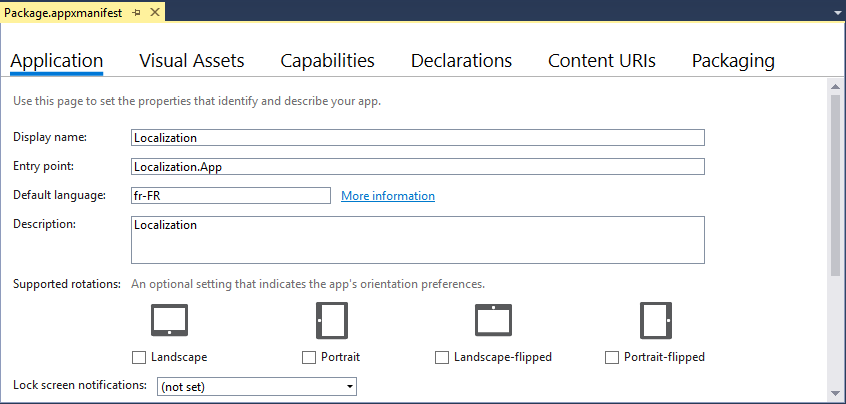 Package.appxmanifest
Application Visual Assets Capabilities Declarations Content URIs Packaging
Use this page to set the properties that identify and describe your app.
Display name: Localization
Entry point: Localization.App
Default language: fr-FR More information
Description: Localization
Supported rotations: An optional setting that indicates the app's orientation preferences.
Landscape Portrait Landscape-flipped Portrait-flipped
Lock screen notifications: (not set)